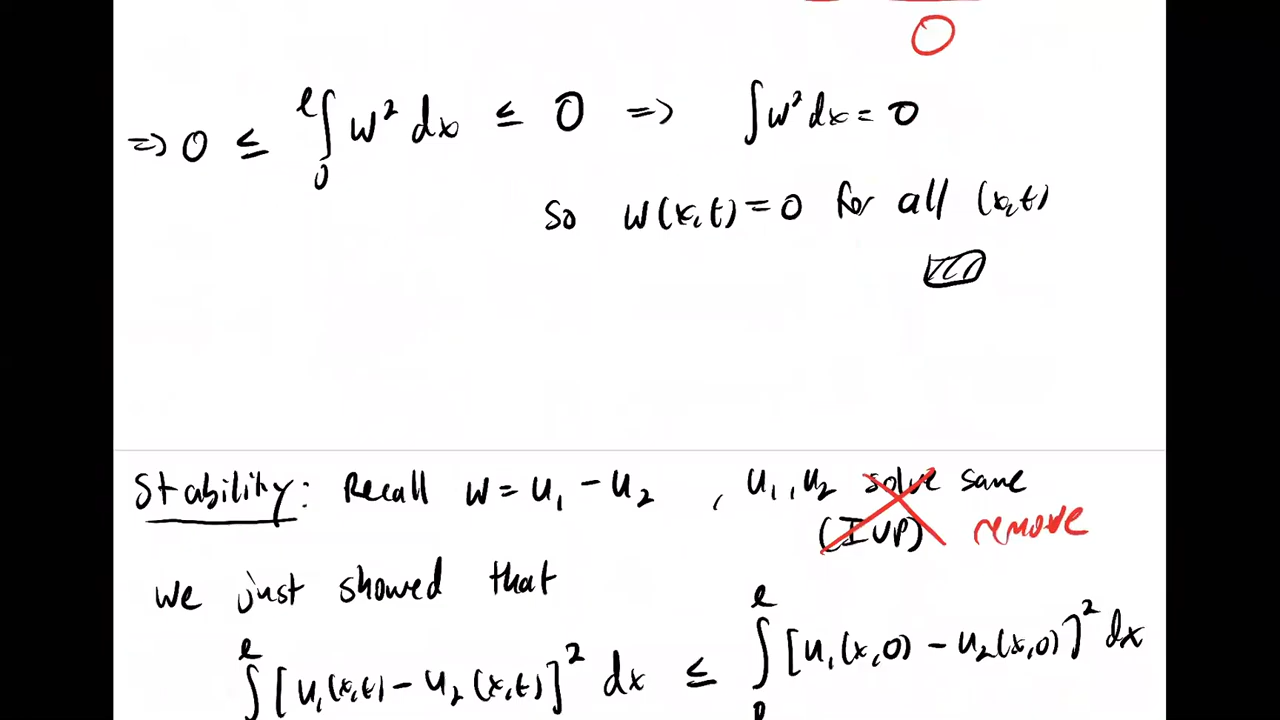 0
=> 0 ≤ ∫₀ˡ w² dx ≤ 0 => ∫w² dx = 0
So w(x,t) = 0 for all (x,t)
Stability: Recall w = u₁ - u₂ , u₁, u₂ solve same
(IVP) remove
We just showed that
∫ˡ [u₁(x,t) - u₂(x,t)]² dx ≤ ∫₀ˡ [u₁(x,0) - u₂(x,0)]² dx